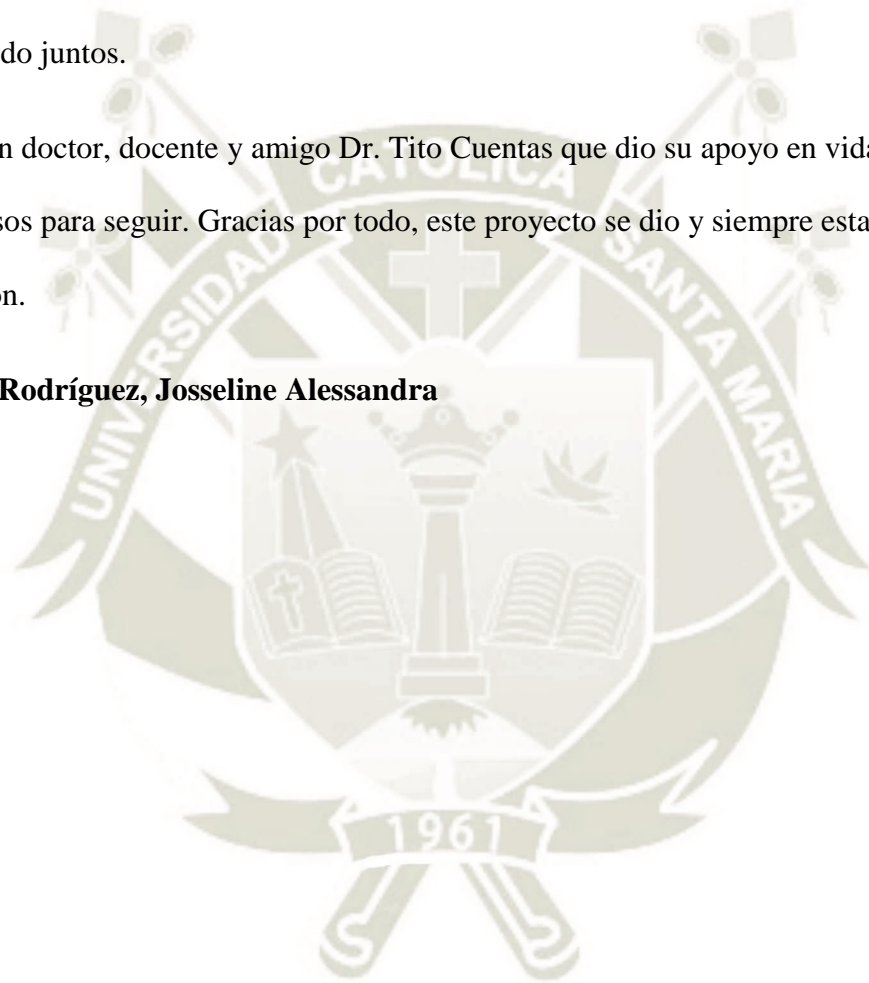 do juntos.
n doctor, docente y amigo Dr. Tito Cuentas que dio su apoyo en vida
sos para seguir. Gracias por todo, este proyecto se dio y siempre esta
n.
Rodríguez, Josseline Alessandra
UNIVERSIDAD CATOLICA SANTA MARIA
1961